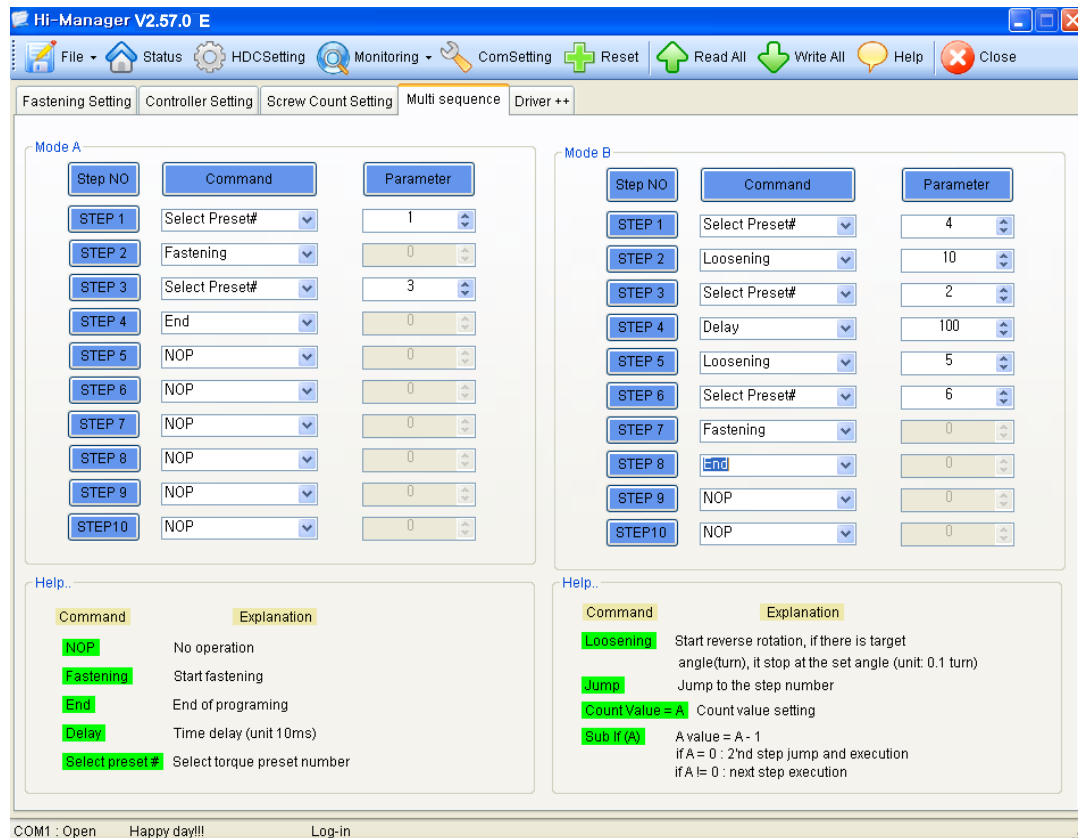 Hi-Manager V2.57.0 E
File Status HDCSetting Monitoring ComSetting Reset Read All Write All Help Close
Fastening Setting Controller Setting Screw Count Setting Multi sequence Driver ++
Mode A
Step NO Command Parameter
STEP 1 Select Preset# 1
STEP 2 Fastening 0
STEP 3 Select Preset# 3
STEP 4 End 0
STEP 5 NOP 0
STEP 6 NOP 0
STEP 7 NOP 0
STEP 8 NOP 0
STEP 9 NOP 0
STEP10 NOP 0
Mode B
Step NO Command Parameter
STEP 1 Select Preset# 4
STEP 2 Loosening 10
STEP 3 Select Preset# 2
STEP 4 Delay 100
STEP 5 Loosening 5
STEP 6 Select Preset# 6
STEP 7 Fastening 0
STEP 8 End 0
STEP 9 NOP 0
STEP10 NOP 0
Help..
Command Explanation
NOP No operation
Fastening Start fastening
End End of programing
Delay Time delay (unit 10ms)
Select preset # Select torque preset number
Help..
Command Explanation
Loosening Start reverse rotation, if there is target
angle(turn), it stop at the set angle (unit: 0.1 turn)
Jump Jump to the step number
Count Value = A Count value setting
Sub If (A) A value = A - 1
if A = 0 : 2'nd step jump and execution
if A != 0 : next step execution
COM1 : Open Happy day!!! Log-in